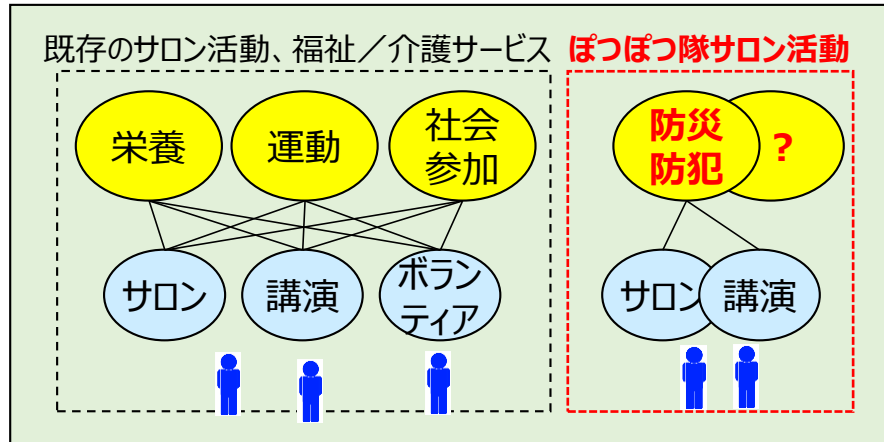 既存のサロン活動、福祉／介護サービス
ぽつぽつ隊サロン活動
栄養
運動
社会
参加
防災
防犯
？
サロン
講演
ボラン
ティア
サロン
講演